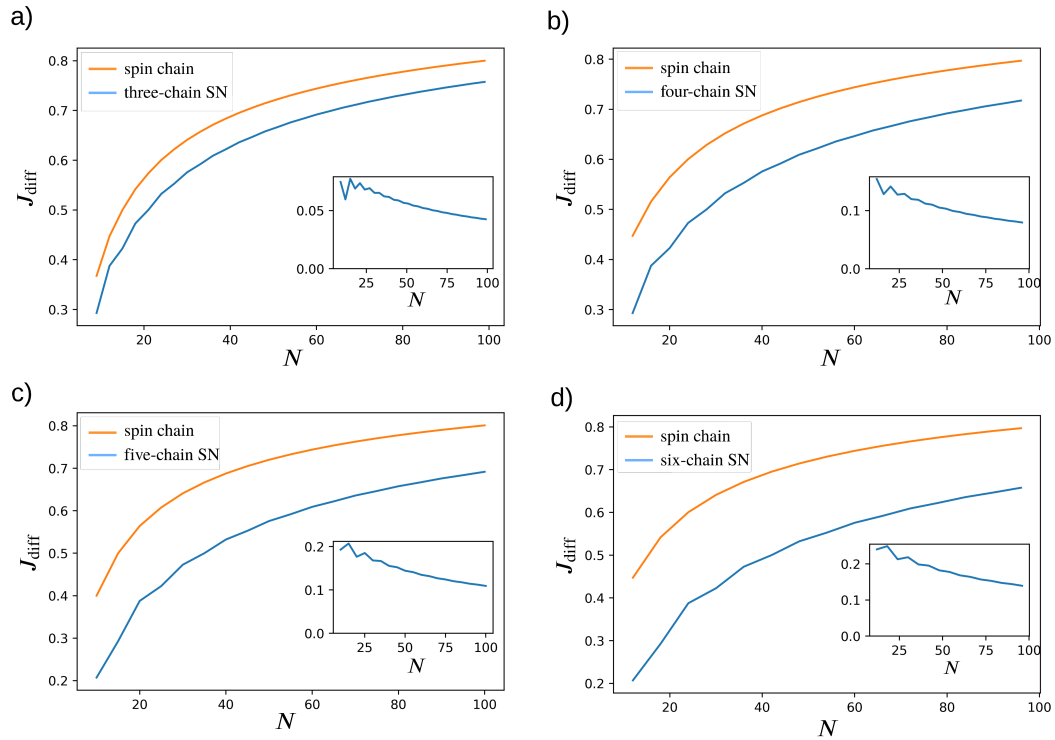 a)
0.8
0.7
0.6
0.5
0.4
0.3
J_diff
spin chain
three-chain SN
0.05
0.00
25 50 75 100
N
20 40 60 80 100
N
b)
0.8
0.7
0.6
0.5
0.4
0.3
J_diff
spin chain
four-chain SN
0.1
0.0
25 50 75 100
N
20 40 60 80 100
N
c)
0.8
0.7
0.6
0.5
0.4
0.3
0.2
J_diff
spin chain
five-chain SN
0.2
0.1
0.0
25 50 75 100
N
20 40 60 80 100
N
d)
0.8
0.7
0.6
0.5
0.4
0.3
0.2
J_diff
spin chain
six-chain SN
0.2
0.1
0.0
25 50 75 100
N
20 40 60 80 100
N